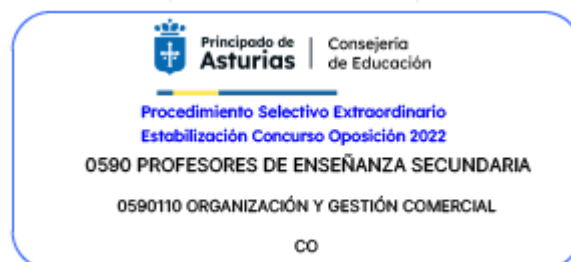 Principado de
Asturias
Consejería
de Educación
Procedimiento Selectivo Extraordinario
Estabilización Concurso Oposición 2022
0590 PROFESORES DE ENSEÑANZA SECUNDARIA
0590110 ORGANIZACIÓN Y GESTIÓN COMERCIAL
CO